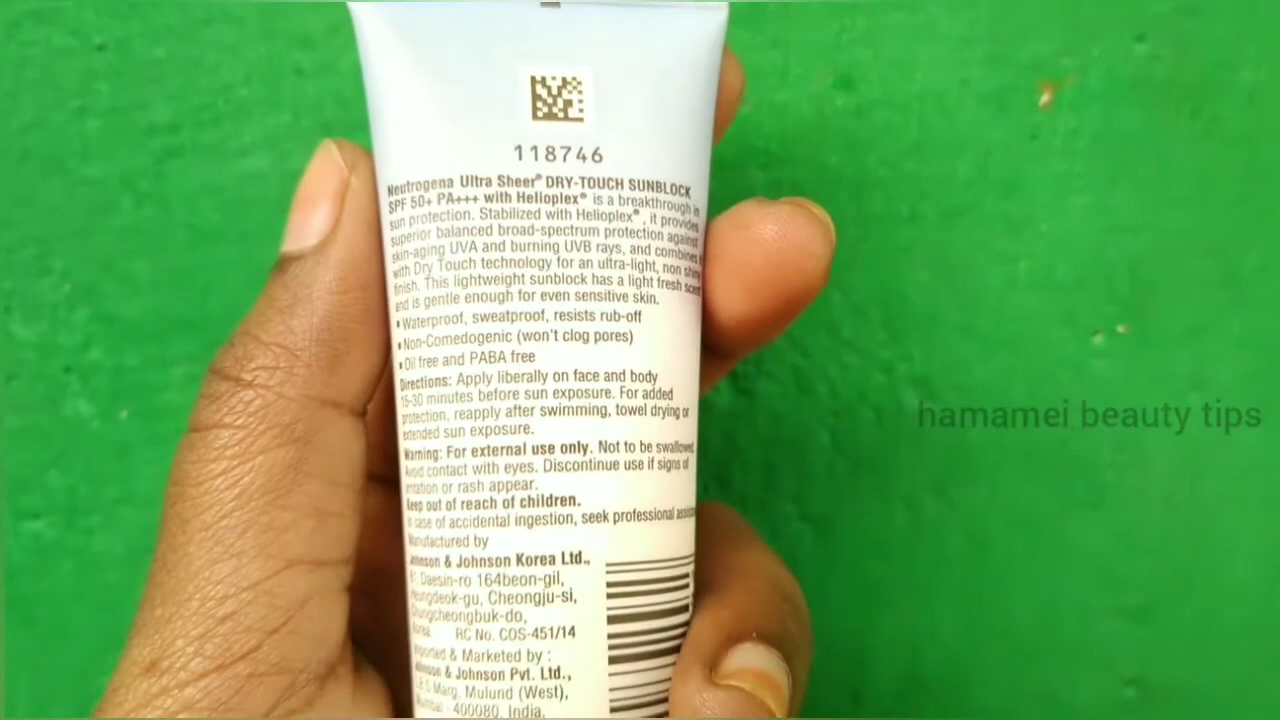 118746
Neutrogena Ultra Sheer® DRY-TOUCH SUNBLOCK
SPF 50+ PA+++ with Helioplex® is a breakthrough in
sun protection. Stabilized with Helioplex®, it provides
superior balanced broad-spectrum protection against
skin-aging UVA and burning UVB rays, and combines
with Dry Touch technology for an ultra-light, non shiny
finish. This lightweight sunblock has a light fresh scent
and is gentle enough for even sensitive skin.
▪Waterproof, sweatproof, resists rub-off
▪Non-Comedogenic (won't clog pores)
▪Oil free and PABA free
Directions: Apply liberally on face and body
15-30 minutes before sun exposure. For added
protection, reapply after swimming, towel drying or
extended sun exposure.
Warning: For external use only. Not to be swallowed.
Avoid contact with eyes. Discontinue use if signs of
irritation or rash appear.
Keep out of reach of children.
In case of accidental ingestion, seek professional
Manufactured by
Johnson & Johnson Korea Ltd.,
Daesin-ro 164beon-gil,
Cheongju-si,
Korea. RC No. COS-451/14
Imported & Marketed by :
Johnson & Johnson Pvt. Ltd.,
Marg, Mulund (West),
Mumbai - 400080, India.
hamamei beauty tips